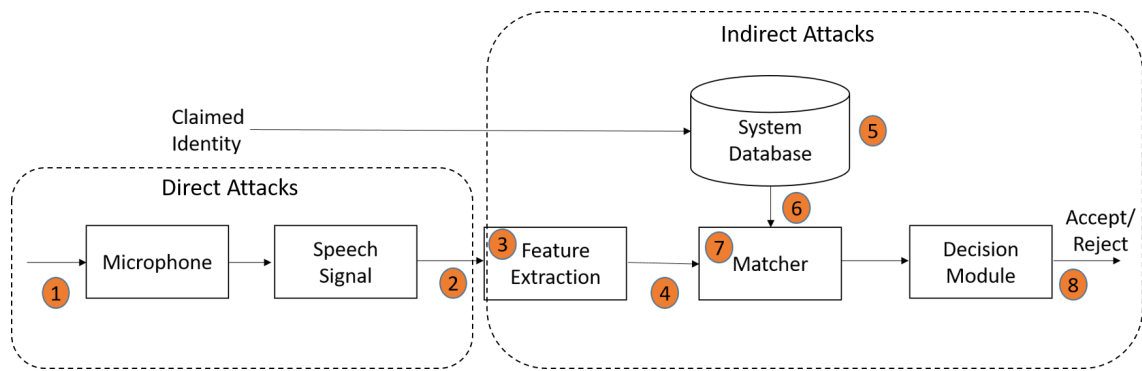 Indirect Attacks
Claimed
Identity
System
Database
5
Direct Attacks
6
Accept/
Reject
Microphone
Speech
Signal
3
Feature
Extraction
7
Matcher
Decision
Module
1
2
4
8